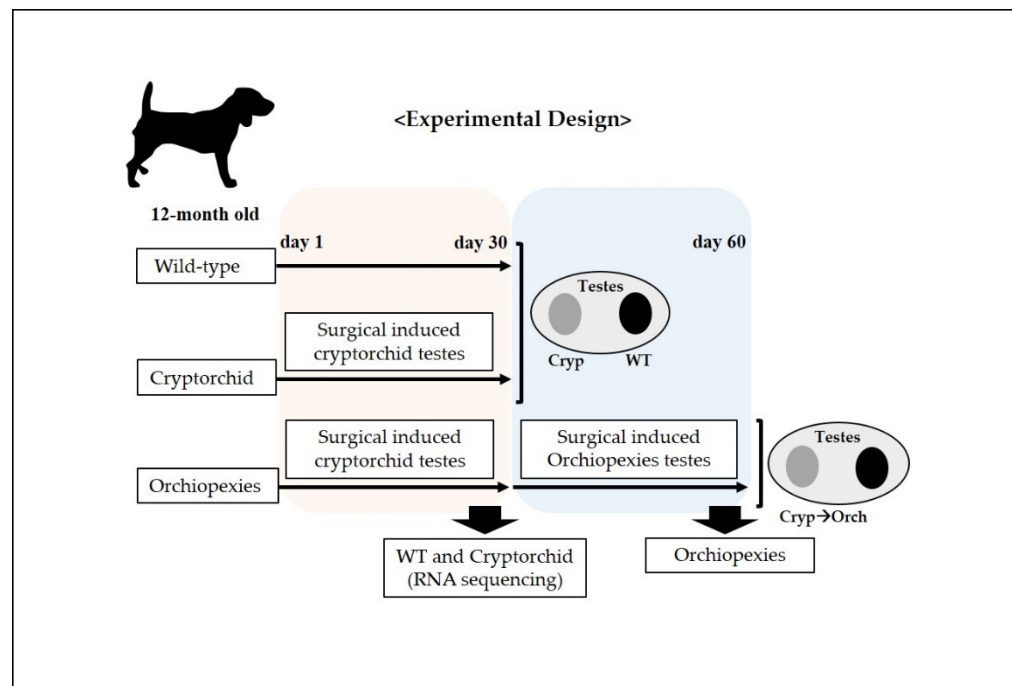 <Experimental Design>
12-month old
day 1
day 30
day 60
Wild-type
Testes
Cryp
WT
Surgical induced
cryptorchid testes
Cryptorchid
Surgical induced
cryptorchid testes
Surgical induced
Orchiopexies testes
Testes
Cryp→Orch
Orchiopexies
WT and Cryptorchid
(RNA sequencing)
Orchiopexies